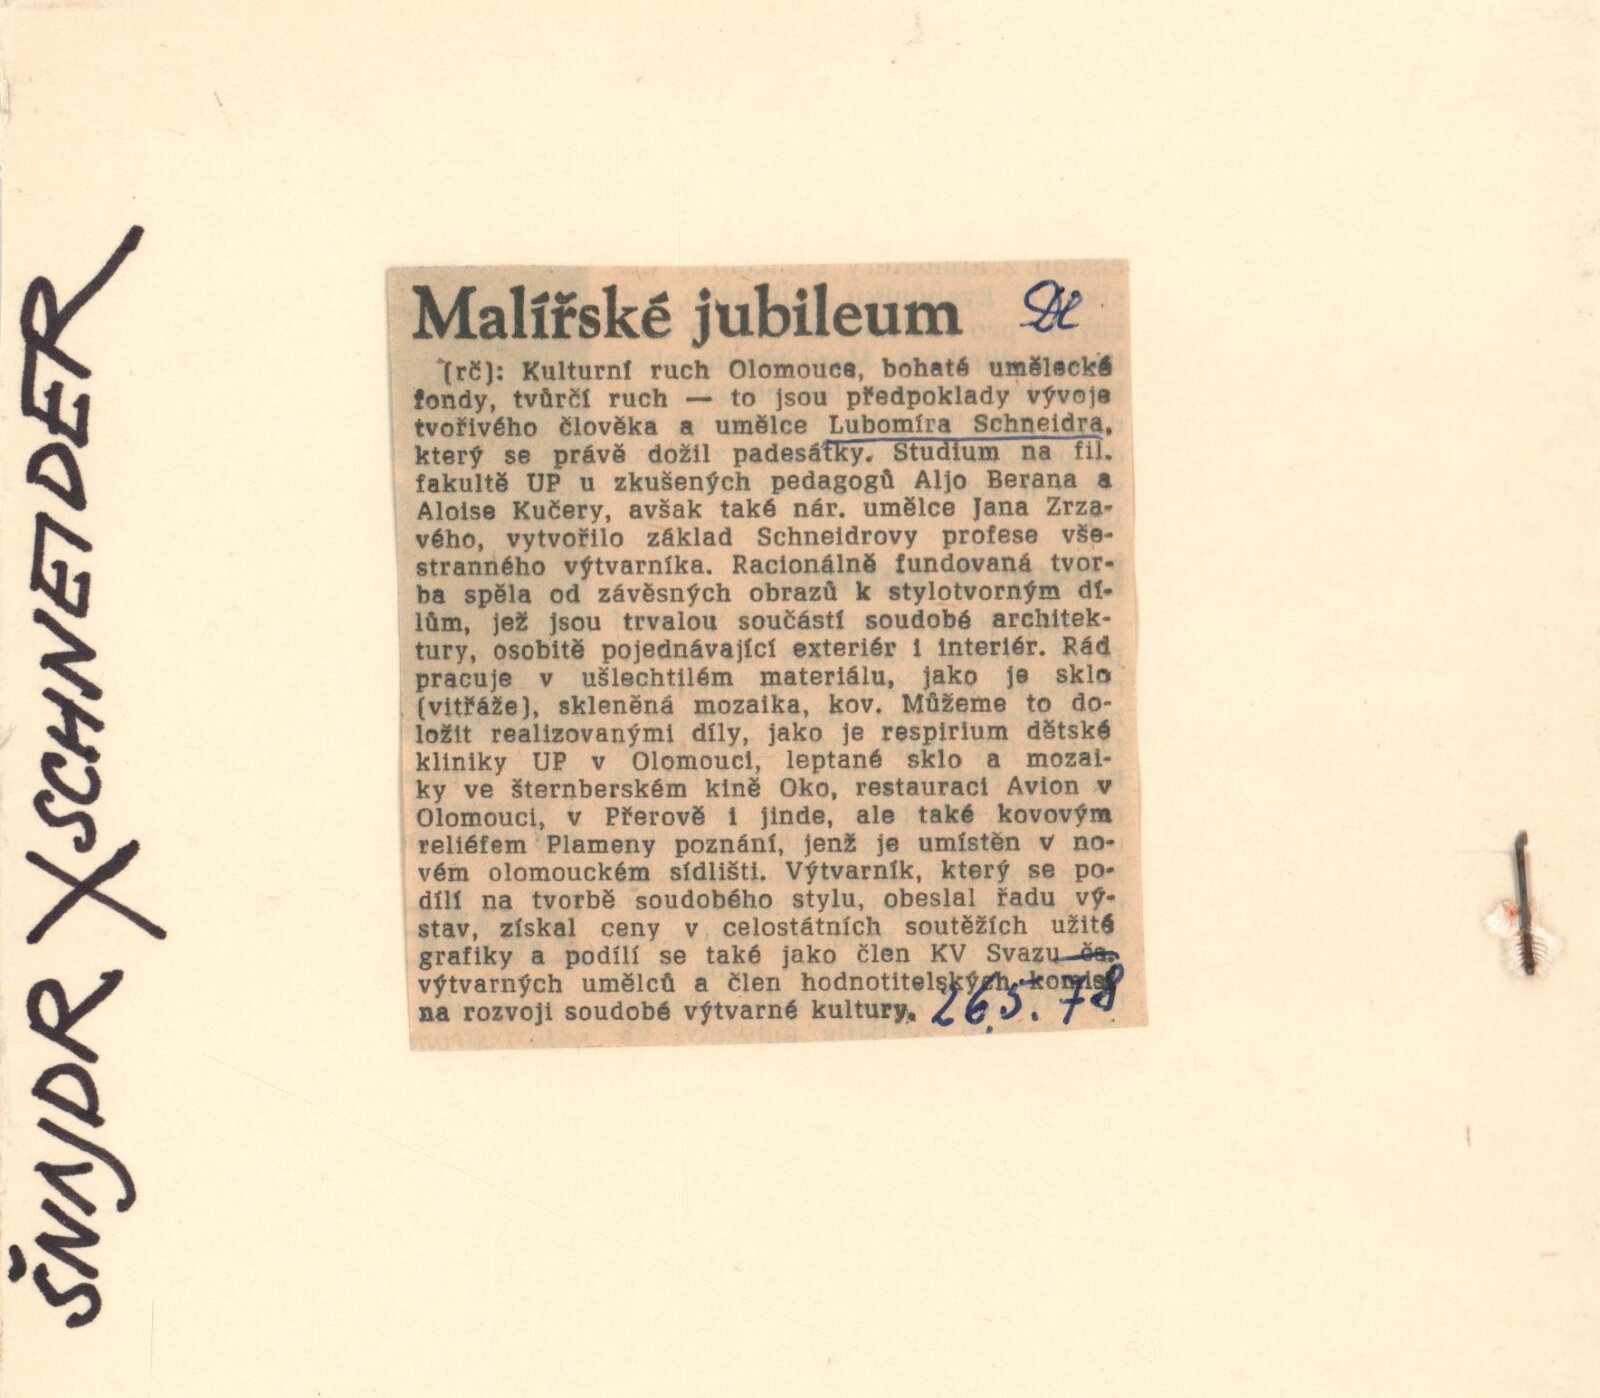 ŠNAJDR X SCHNEIDER
Malířské jubileum
(rč): Kulturní ruch Olomouce, bohaté umělecké
fondy, tvůrčí ruch — to jsou předpoklady vývoje
tvořivého člověka a umělce Lubomíra Schneidra,
který se právě dožil padesátky. Studium na fil.
fakultě UP u zkušených pedagogů Aljo Berana a
Aloise Kučery, avšak také nár. umělce Jana Zrza-
vého, vytvořilo základ Schneidrovy profese vše-
stranného výtvarníka. Racionálně fundovaná tvor-
ba spěla od závěsných obrazů k stylotvorným dí-
lům, jež jsou trvalou součástí soudobé architek-
tury, osobitě pojednávající exteriér i interiér. Rád
pracuje v ušlechtilém materiálu, jako je sklo
(vitřáže), skleněná mozaika, kov. Můžeme to do-
ložit realizovanými díly, jako je respirium dětské
kliniky UP v Olomouci, leptané sklo a mozai-
ky ve šternberském kině Oko, restauraci Avion v
Olomouci, v Přerově i jinde, ale také kovovým
reliéfem Plameny poznání, jenž je umístěn v no-
vém olomouckém sídlišti. Výtvarník, který se po-
dílí na tvorbě soudobého stylu, obeslal řadu vý-
stav, získal ceny v celostátních soutěžích užité
grafiky a podílí se také jako člen KV Svazu čs.
výtvarných umělců a člen hodnotitelských komisí
na rozvoji soudobé výtvarné kultury.
26.5.78